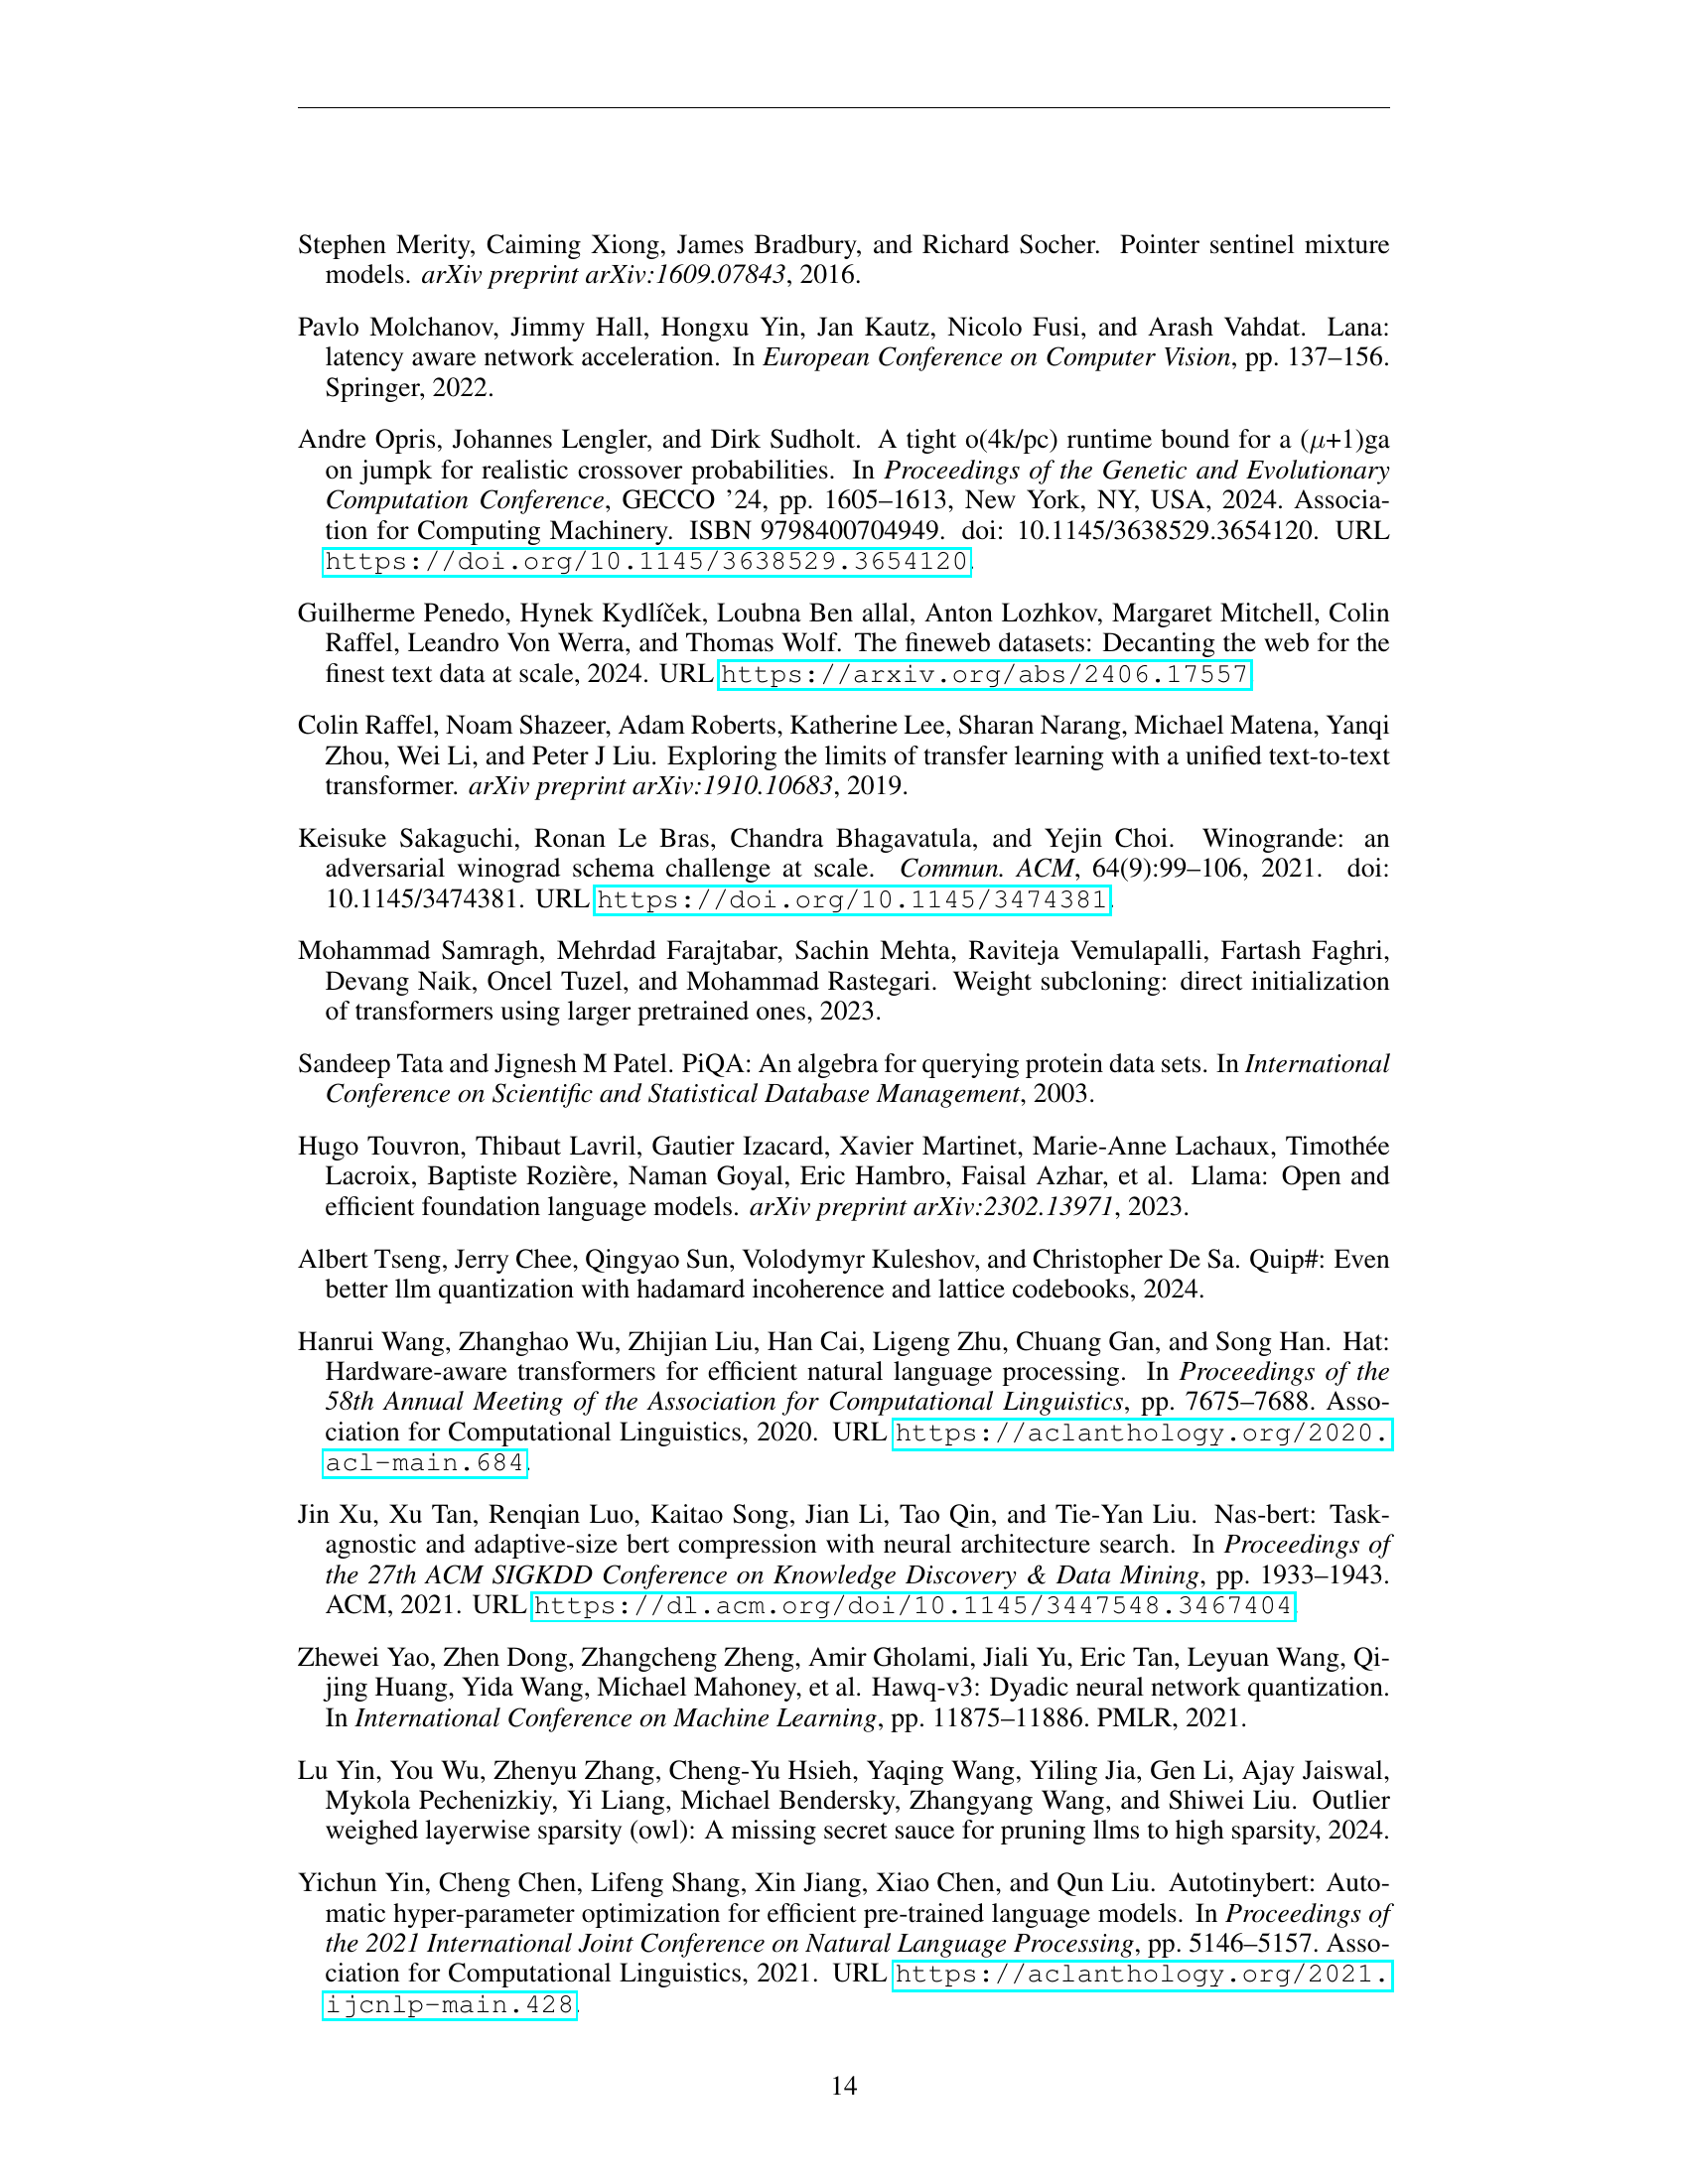 Stephen Merity, Caiming Xiong, James Bradbury, and Richard Socher. Pointer sentinel mixture
models. arXiv preprint arXiv:1609.07843, 2016.
Pavlo Molchanov, Jimmy Hall, Hongxu Yin, Jan Kautz, Nicolo Fusi, and Arash Vahdat. Lana:
latency aware network acceleration. In European Conference on Computer Vision, pp. 137–156.
Springer, 2022.
Andre Opris, Johannes Lengler, and Dirk Sudholt. A tight o(4k/pc) runtime bound for a (μ+1)ga
on jumpk for realistic crossover probabilities. In Proceedings of the Genetic and Evolutionary
Computation Conference, GECCO ’24, pp. 1605–1613, New York, NY, USA, 2024. Associa-
tion for Computing Machinery. ISBN 9798400704949. doi: 10.1145/3638529.3654120. URL
https://doi.org/10.1145/3638529.3654120.
Guilherme Penedo, Hynek Kydlíček, Loubna Ben allal, Anton Lozhkov, Margaret Mitchell, Colin
Raffel, Leandro Von Werra, and Thomas Wolf. The fineweb datasets: Decanting the web for the
finest text data at scale, 2024. URL https://arxiv.org/abs/2406.17557.
Colin Raffel, Noam Shazeer, Adam Roberts, Katherine Lee, Sharan Narang, Michael Matena, Yanqi
Zhou, Wei Li, and Peter J Liu. Exploring the limits of transfer learning with a unified text-to-text
transformer. arXiv preprint arXiv:1910.10683, 2019.
Keisuke Sakaguchi, Ronan Le Bras, Chandra Bhagavatula, and Yejin Choi. Winogrande: an
adversarial winograd schema challenge at scale. Commun. ACM, 64(9):99–106, 2021. doi:
10.1145/3474381. URL https://doi.org/10.1145/3474381.
Mohammad Samragh, Mehrdad Farajtabar, Sachin Mehta, Raviteja Vemulapalli, Fartash Faghri,
Devang Naik, Oncel Tuzel, and Mohammad Rastegari. Weight subcloning: direct initialization
of transformers using larger pretrained ones, 2023.
Sandeep Tata and Jignesh M Patel. PiQA: An algebra for querying protein data sets. In International
Conference on Scientific and Statistical Database Management, 2003.
Hugo Touvron, Thibaut Lavril, Gautier Izacard, Xavier Martinet, Marie-Anne Lachaux, Timothée
Lacroix, Baptiste Rozière, Naman Goyal, Eric Hambro, Faisal Azhar, et al. Llama: Open and
efficient foundation language models. arXiv preprint arXiv:2302.13971, 2023.
Albert Tseng, Jerry Chee, Qingyao Sun, Volodymyr Kuleshov, and Christopher De Sa. Quip#: Even
better llm quantization with hadamard incoherence and lattice codebooks, 2024.
Hanrui Wang, Zhanghao Wu, Zhijian Liu, Han Cai, Ligeng Zhu, Chuang Gan, and Song Han. Hat:
Hardware-aware transformers for efficient natural language processing. In Proceedings of the
58th Annual Meeting of the Association for Computational Linguistics, pp. 7675–7688. Asso-
ciation for Computational Linguistics, 2020. URL https://aclanthology.org/2020.
acl-main.684.
Jin Xu, Xu Tan, Renqian Luo, Kaitao Song, Jian Li, Tao Qin, and Tie-Yan Liu. Nas-bert: Task-
agnostic and adaptive-size bert compression with neural architecture search. In Proceedings of
the 27th ACM SIGKDD Conference on Knowledge Discovery & Data Mining, pp. 1933–1943.
ACM, 2021. URL https://dl.acm.org/doi/10.1145/3447548.3467404.
Zhewei Yao, Zhen Dong, Zhangcheng Zheng, Amir Gholami, Jiali Yu, Eric Tan, Leyuan Wang, Qi-
jing Huang, Yida Wang, Michael Mahoney, et al. Hawq-v3: Dyadic neural network quantization.
In International Conference on Machine Learning, pp. 11875–11886. PMLR, 2021.
Lu Yin, You Wu, Zhenyu Zhang, Cheng-Yu Hsieh, Yaqing Wang, Yiling Jia, Gen Li, Ajay Jaiswal,
Mykola Pechenizkiy, Yi Liang, Michael Bendersky, Zhangyang Wang, and Shiwei Liu. Outlier
weighed layerwise sparsity (owl): A missing secret sauce for pruning llms to high sparsity, 2024.
Yichun Yin, Cheng Chen, Lifeng Shang, Xin Jiang, Xiao Chen, and Qun Liu. Autotinybert: Auto-
matic hyper-parameter optimization for efficient pre-trained language models. In Proceedings of
the 2021 International Joint Conference on Natural Language Processing, pp. 5146–5157. Asso-
ciation for Computational Linguistics, 2021. URL https://aclanthology.org/2021.
ijcnlp-main.428.
14